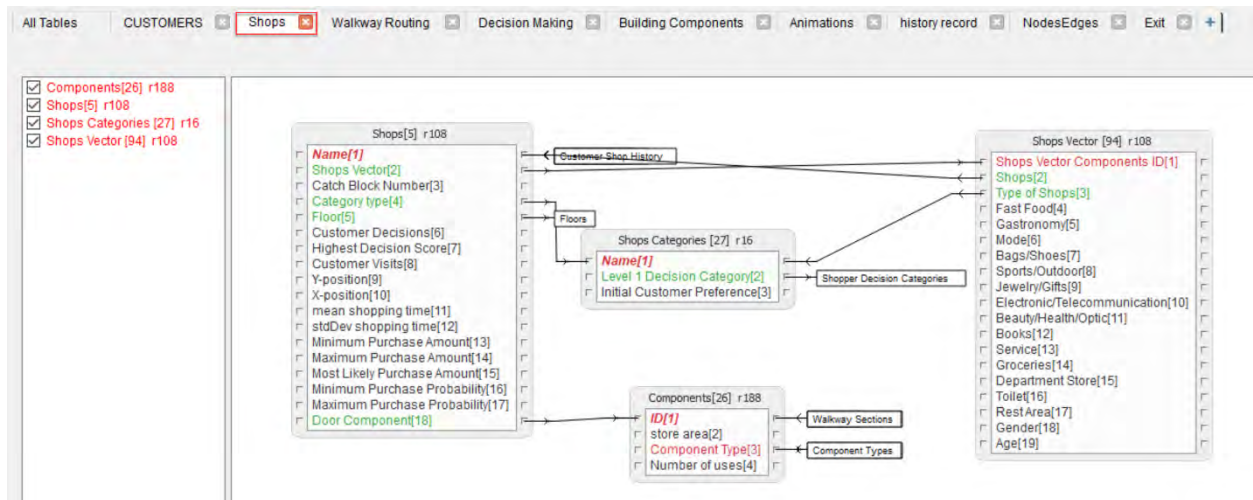 All Tables CUSTOMERS Shops Walkway Routing Decision Making Building Components Animations history record NodesEdges Exit +
Components[26] r188
Shops[5] r108
Shops Categories [27] r16
Shops Vector [94] r108
Shops[5] r108
Name[1]
Shops Vector[2]
Catch Block Number[3]
Category type[4]
Floor[5]
Customer Decisions[6]
Highest Decision Score[7]
Customer Visits[8]
Y-position[9]
X-position[10]
mean shopping time[11]
stdDev shopping time[12]
Minimum Purchase Amount[13]
Maximum Purchase Amount[14]
Most Likely Purchase Amount[15]
Minimum Purchase Probability[16]
Maximum Purchase Probability[17]
Door Component[18]
Customer Shop History
Floors
Shops Categories [27] r16
Name[1]
Level 1 Decision Category[2]
Initial Customer Preference[3]
Shopper Decision Categories
Components[26] r188
ID[1]
store area[2]
Component Type[3]
Number of uses[4]
Walkway Sections
Component Types
Shops Vector [94] r108
Shops Vector Components ID[1]
Shops[2]
Type of Shops[3]
Fast Food[4]
Gastronomy[5]
Mode[6]
Bags/Shoes[7]
Sports/Outdoor[8]
Jewelry/Gifts[9]
Electronic/Telecommunication[10]
Beauty/Health/Optic[11]
Books[12]
Service[13]
Groceries[14]
Department Store[15]
Toilet[16]
Rest Area[17]
Gender[18]
Age[19]